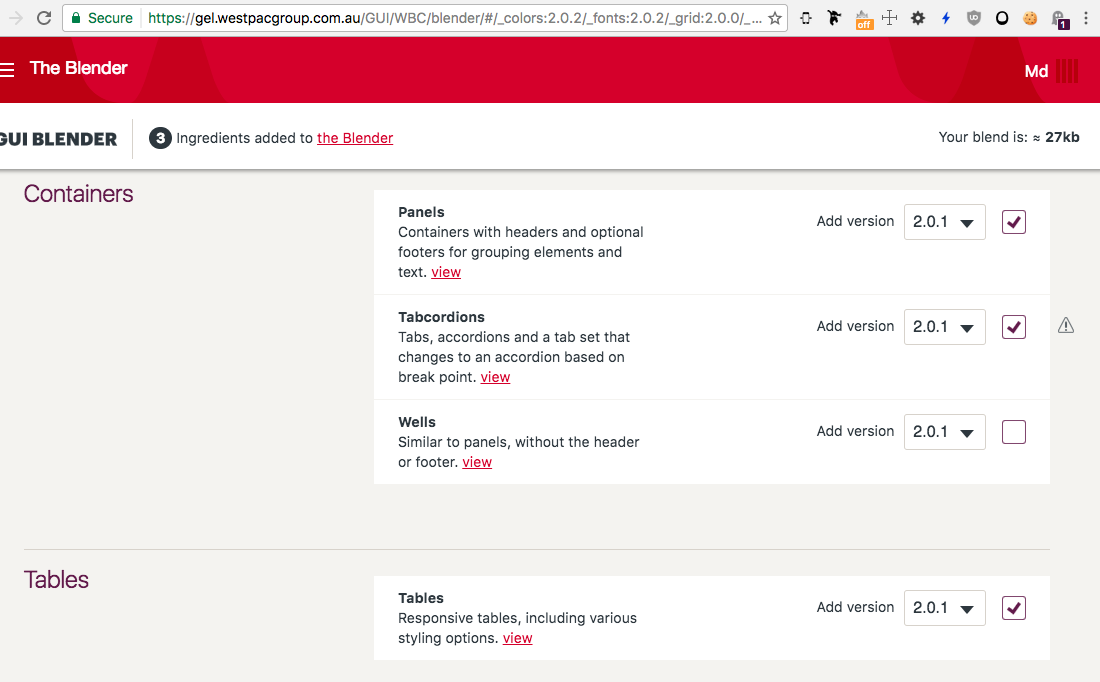 Secure https://gel.westpacgroup.com.au/GUI/WBC/blender/#/_colors:2.0.2/_fonts:2.0.2/_grid:2.0.0/_...
off
1
The Blender
Md
GUI BLENDER
3 Ingredients added to the Blender
Your blend is: ≈ 27kb
Containers
Panels
Containers with headers and optional
footers for grouping elements and
text. view
Add version 2.0.1
Tabcordions
Tabs, accordions and a tab set that
changes to an accordion based on
break point. view
Add version 2.0.1
Wells
Similar to panels, without the header
or footer. view
Add version 2.0.1
Tables
Tables
Responsive tables, including various
styling options. view
Add version 2.0.1